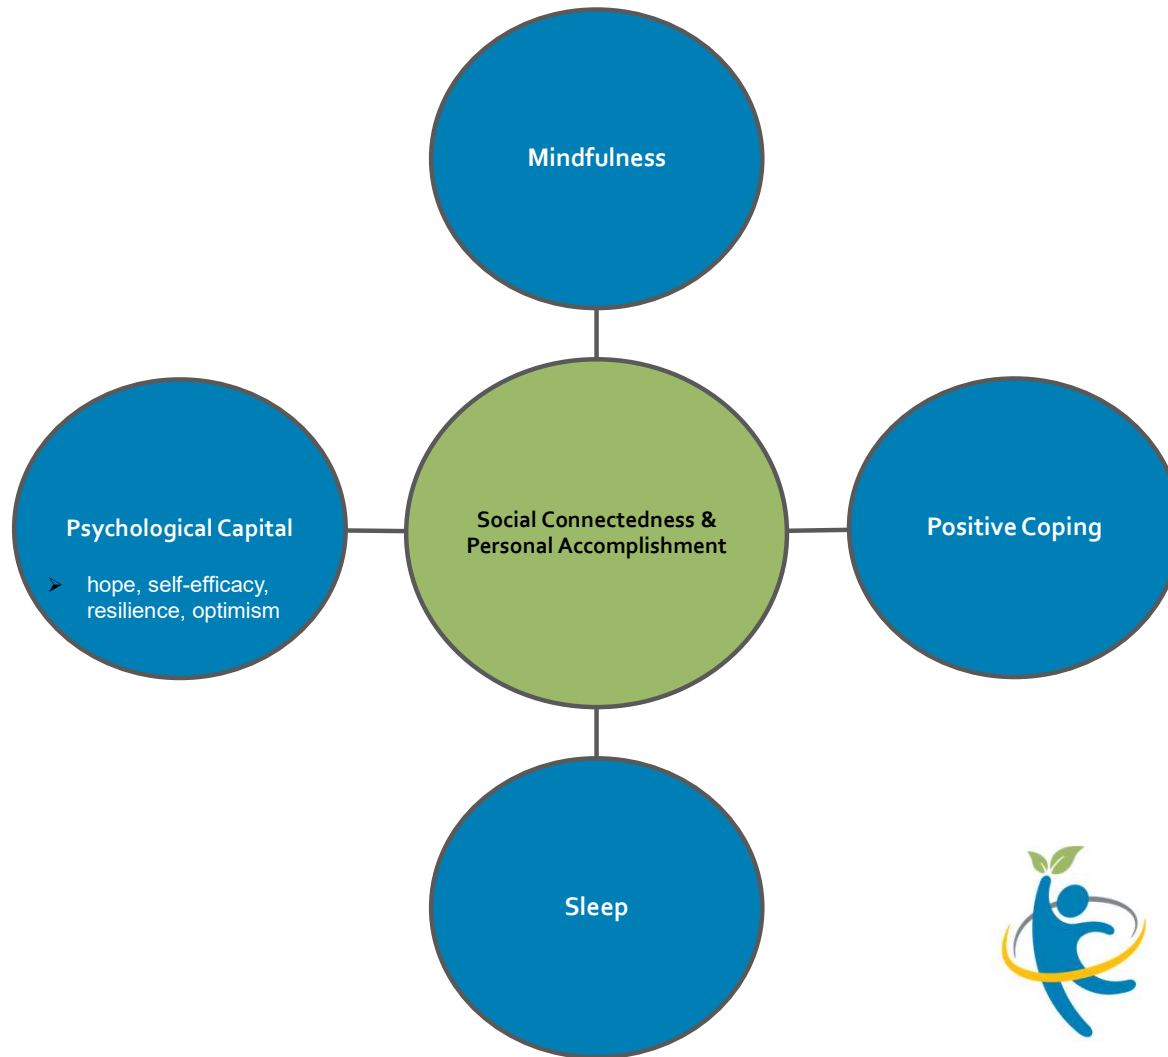 Mindfulness
Psychological Capital
➢ hope, self-efficacy,
resilience, optimism
Social Connectedness &
Personal Accomplishment
Positive Coping
Sleep